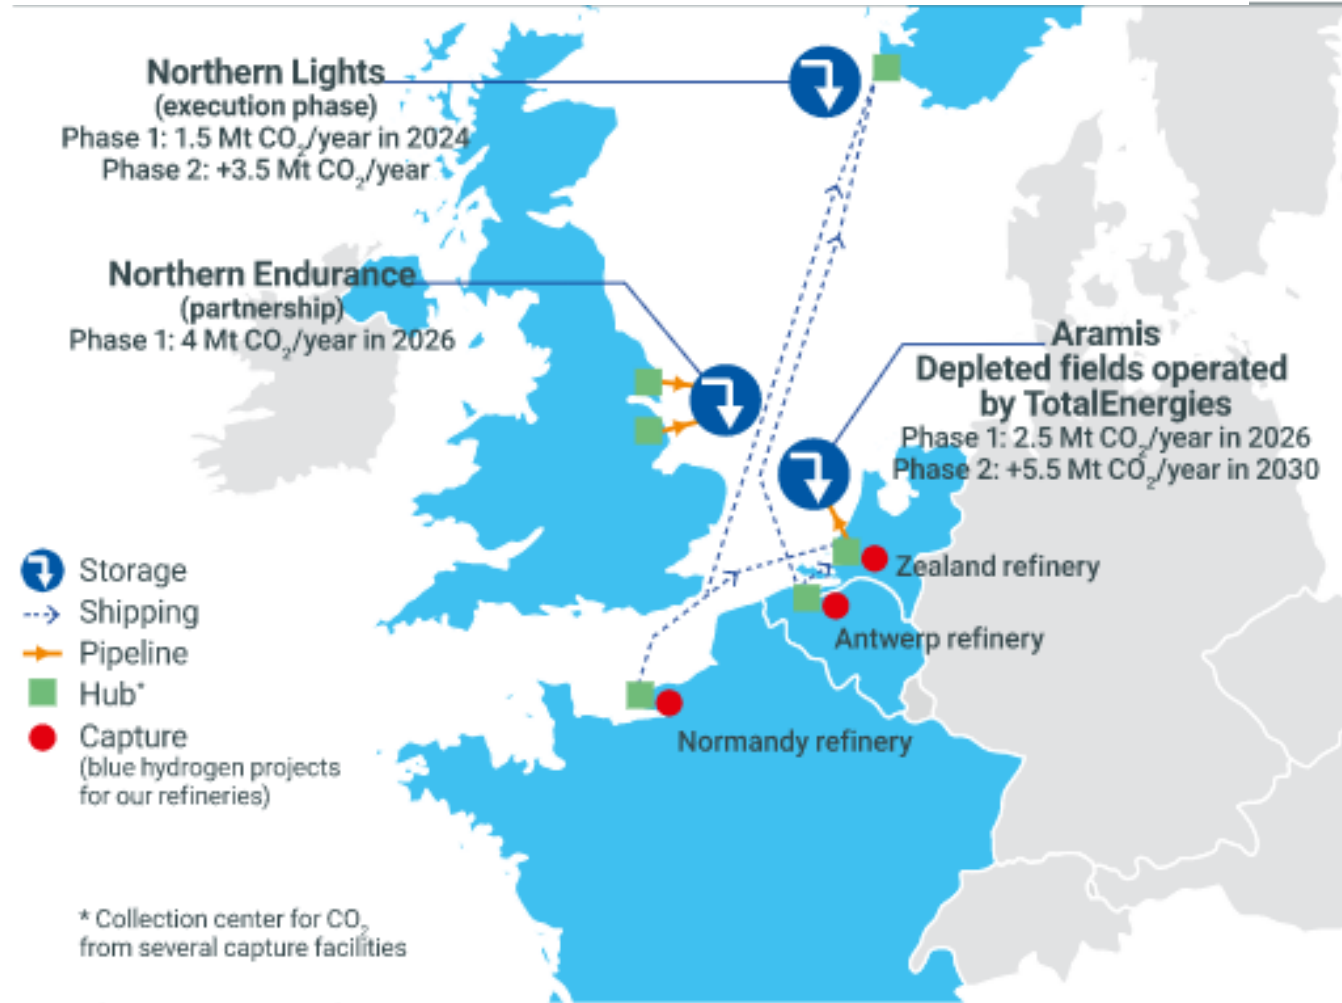 Northern Lights
(execution phase)
Phase 1: 1.5 Mt CO₂/year in 2024
Phase 2: +3.5 Mt CO₂/year
Northern Endurance
(partnership)
Phase 1: 4 Mt CO₂/year in 2026
Aramis
Depleted fields operated
by TotalEnergies
Phase 1: 2.5 Mt CO₂/year in 2026
Phase 2: +5.5 Mt CO₂/year in 2030
Zealand refinery
Antwerp refinery
Normandy refinery
Storage
Shipping
Pipeline
Hub*
Capture
(blue hydrogen projects
for our refineries)
* Collection center for CO₂
from several capture facilities